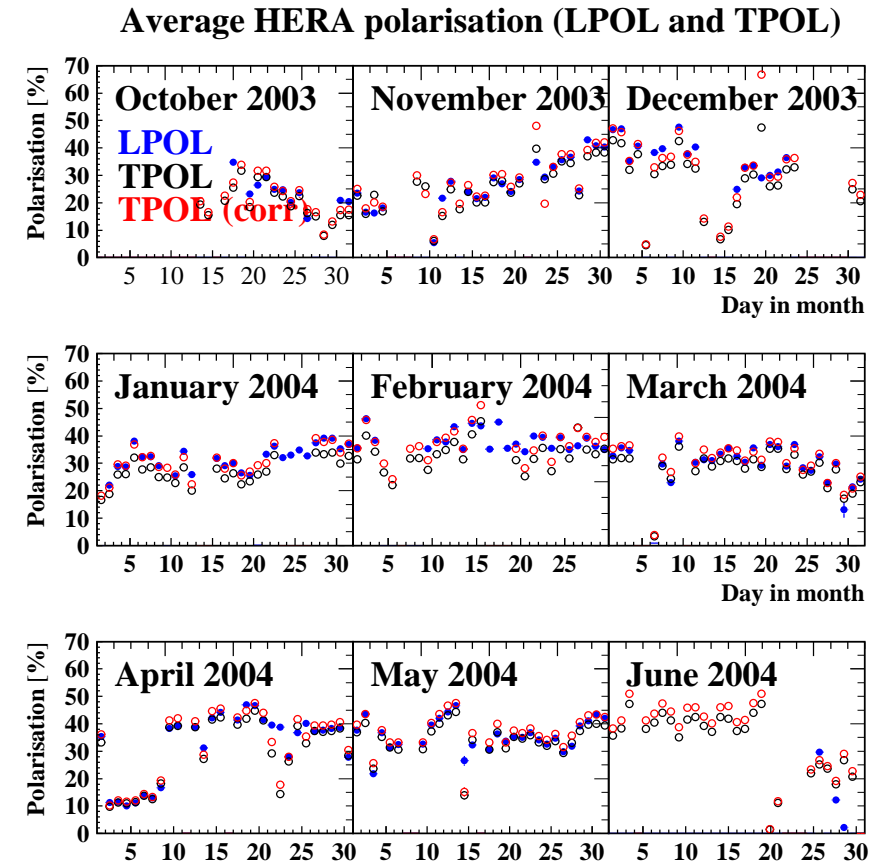 Average HERA polarisation (LPOL and TPOL)
Polarisation [%]
70
60
50
40
30
20
10
0
October 2003
LPOL
TPOL
TPOL (corr)
November 2003
December 2003
5 10 15 20 25 30 5 10 15 20 25 30 5 10 15 20 25 30
Day in month
Polarisation [%]
70
60
50
40
30
20
10
0
January 2004
February 2004
March 2004
5 10 15 20 25 30 5 10 15 20 25 5 10 15 20 25 30
Day in month
Polarisation [%]
70
60
50
40
30
20
10
0
April 2004
May 2004
June 2004
5 10 15 20 25 30 5 10 15 20 25 30 5 10 15 20 25 30